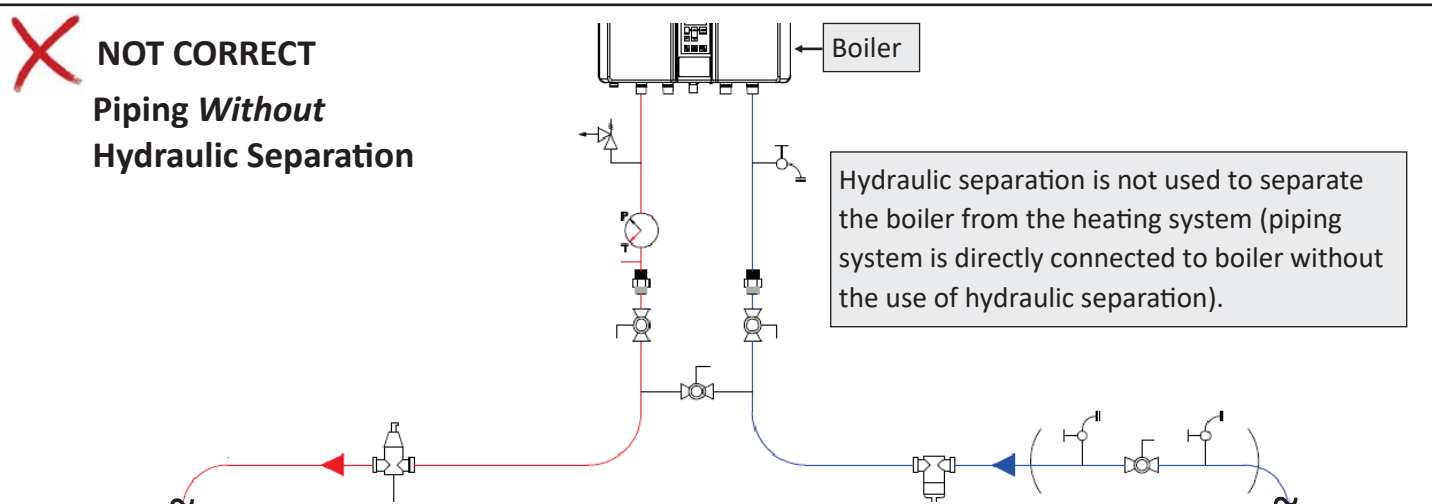 NOT CORRECT
Piping Without
Hydraulic Separation
Boiler
Hydraulic separation is not used to separate
the boiler from the heating system (piping
system is directly connected to boiler without
the use of hydraulic separation).
P
T